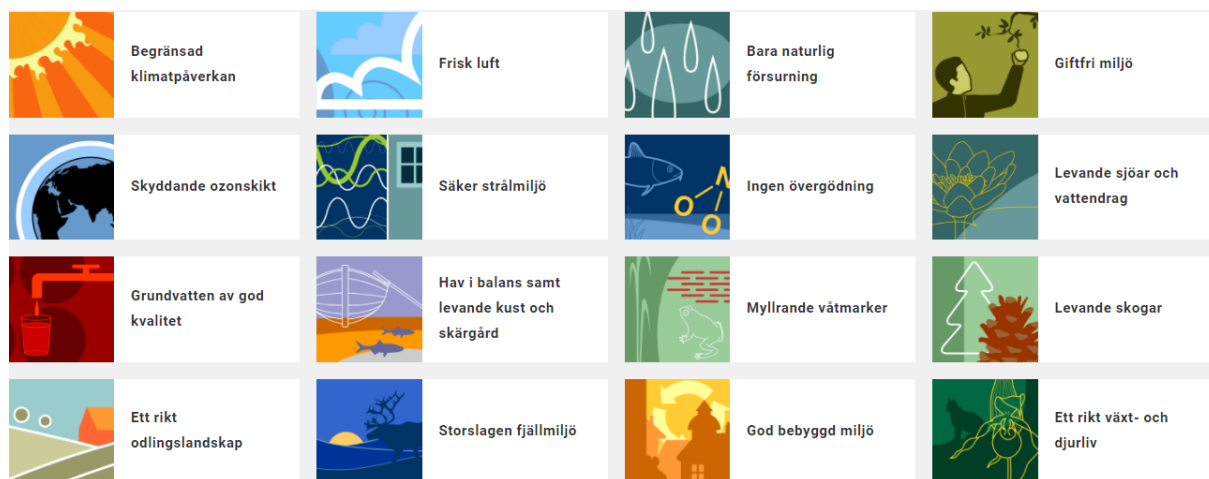 Begränsad
klimatpåverkan
Frisk luft
Bara naturlig
försurning
Giftfri miljö
Skyddande ozonskikt
Säker strålmiljö
N
O
O
Ingen övergödning
Levande sjöar och
vattendrag
Grundvatten av god
kvalitet
Hav i balans samt
levande kust och
skärgård
Myllrande våtmarker
Levande skogar
Ett rikt
odlingslandskap
Storslagen fjällmiljö
God bebyggd miljö
Ett rikt växt- och
djurliv